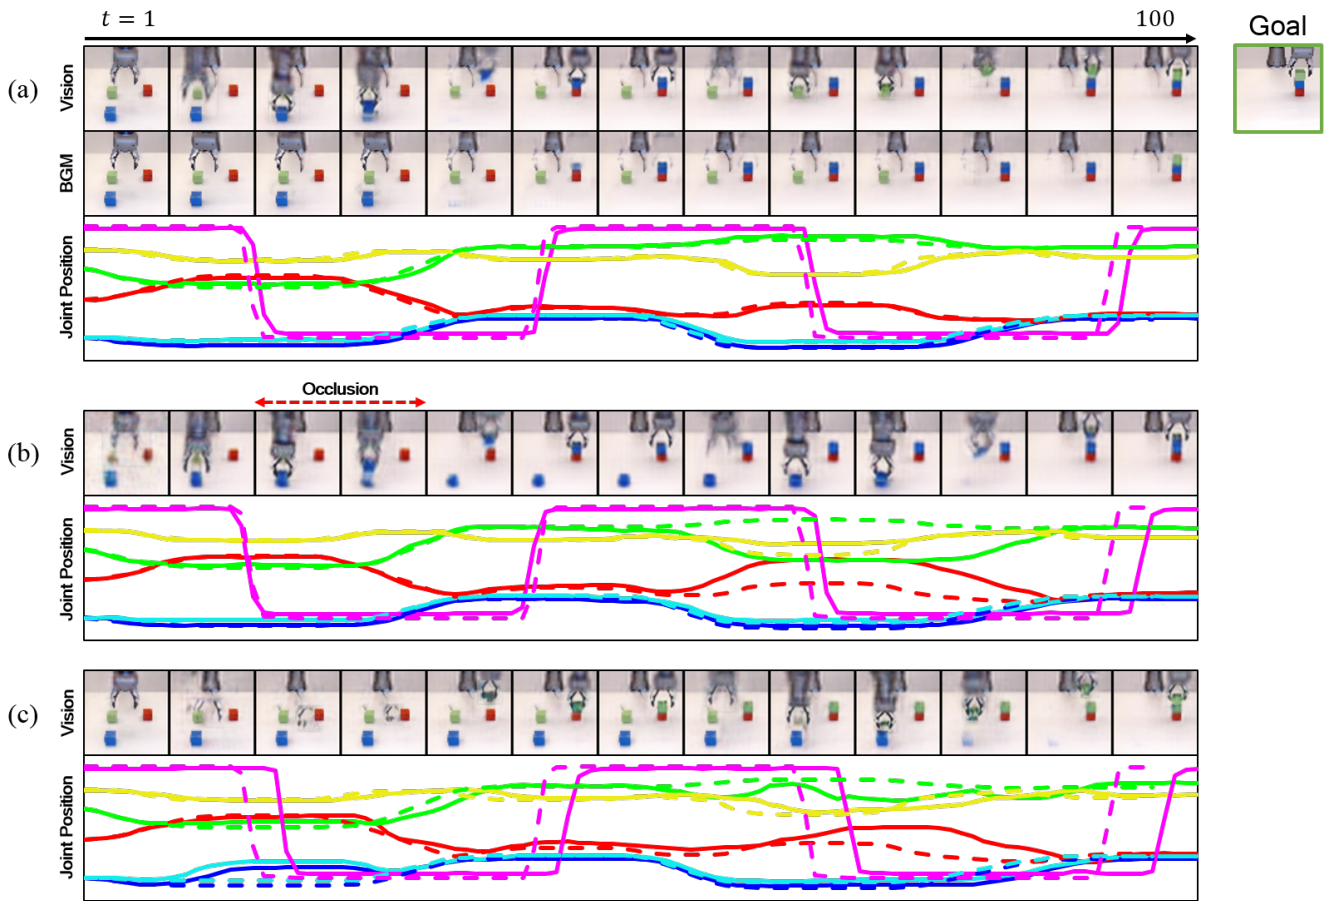 t = 1
100
Goal
(a)
Vision
BGM
Joint Position
Occlusion
(b)
Vision
Joint Position
(c)
Vision
Joint Position